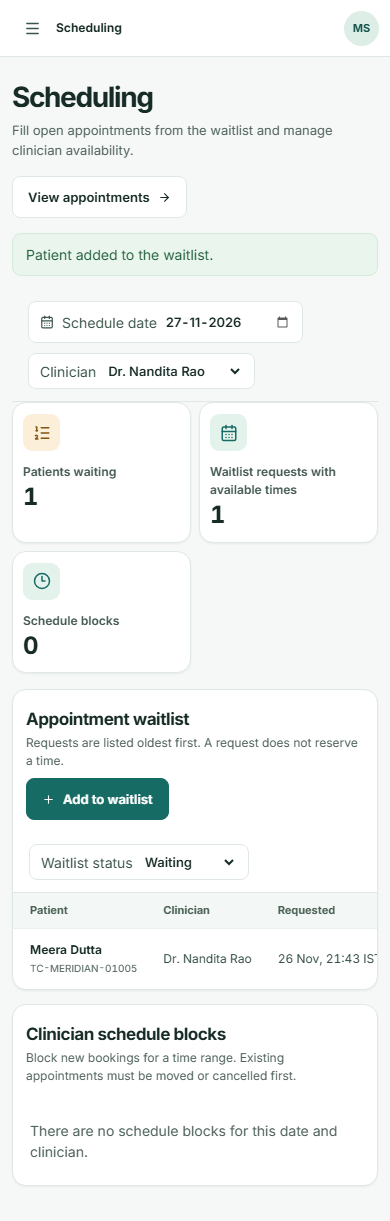 Scheduling
MS
Scheduling
Fill open appointments from the waitlist and manage
clinician availability.
View appointments
Patient added to the waitlist.
Schedule date 27-11-2026
Clinician Dr. Nandita Rao
Patients waiting
1
Waitlist requests with
available times
1
Schedule blocks
0
Appointment waitlist
Requests are listed oldest first. A request does not reserve
a time.
+ Add to waitlist
Waitlist status Waiting
Patient Clinician Requested
Meera Dutta
TC-MERIDIAN-01005
Dr. Nandita Rao
26 Nov, 21:43 IST
Clinician schedule blocks
Block new bookings for a time range. Existing
appointments must be moved or cancelled first.
There are no schedule blocks for this date and
clinician.